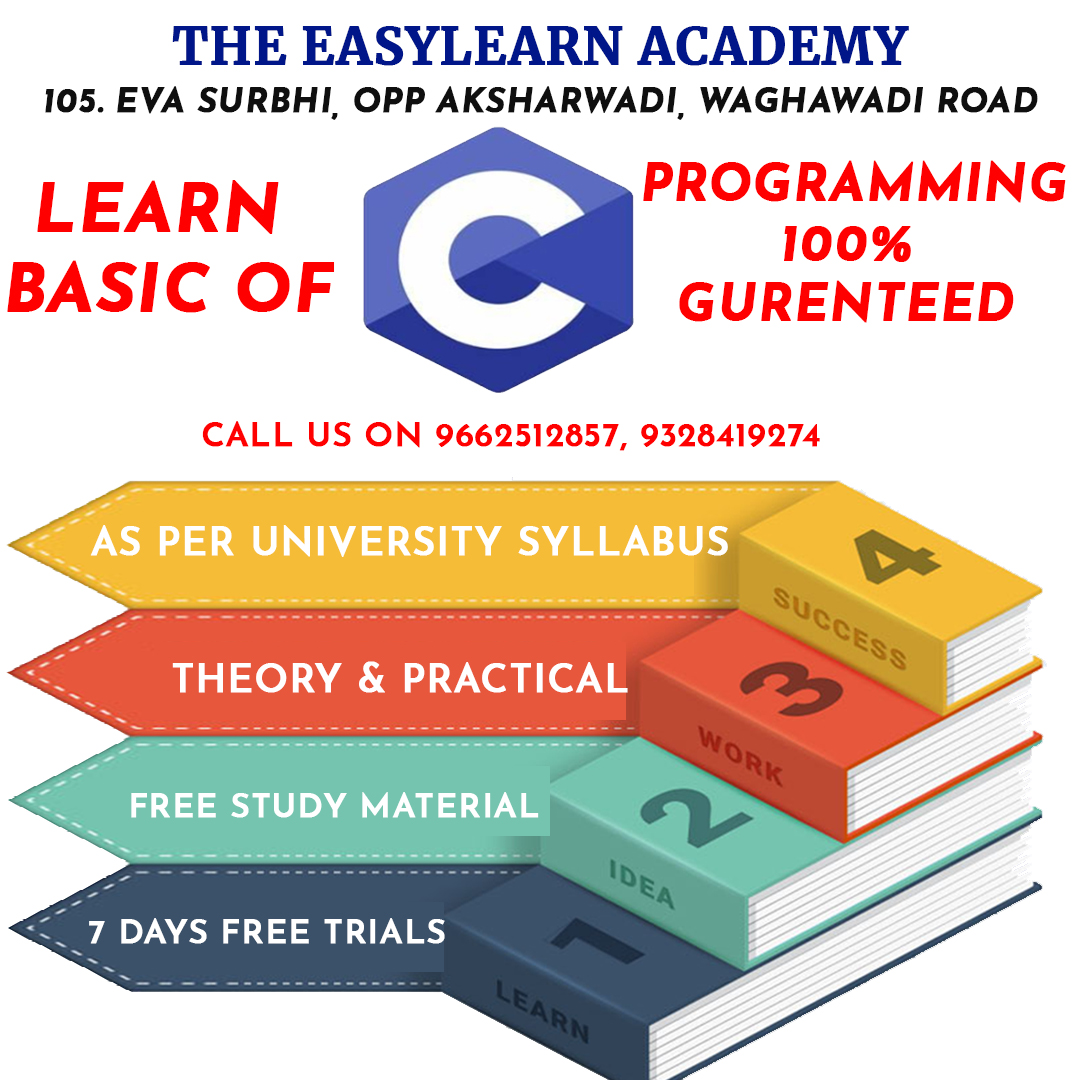 THE EASYLEARN ACADEMY
105. EVA SURBHI, OPP AKSHARWADI, WAGHAWADI ROAD
LEARN
BASIC OF
C
PROGRAMMING
100%
GURENTEED
CALL US ON 9662512857, 9328419274
AS PER UNIVERSITY SYLLABUS
4
SUCCESS
THEORY & PRACTICAL
3
WORK
FREE STUDY MATERIAL
2
IDEA
7 DAYS FREE TRIALS
1
LEARN